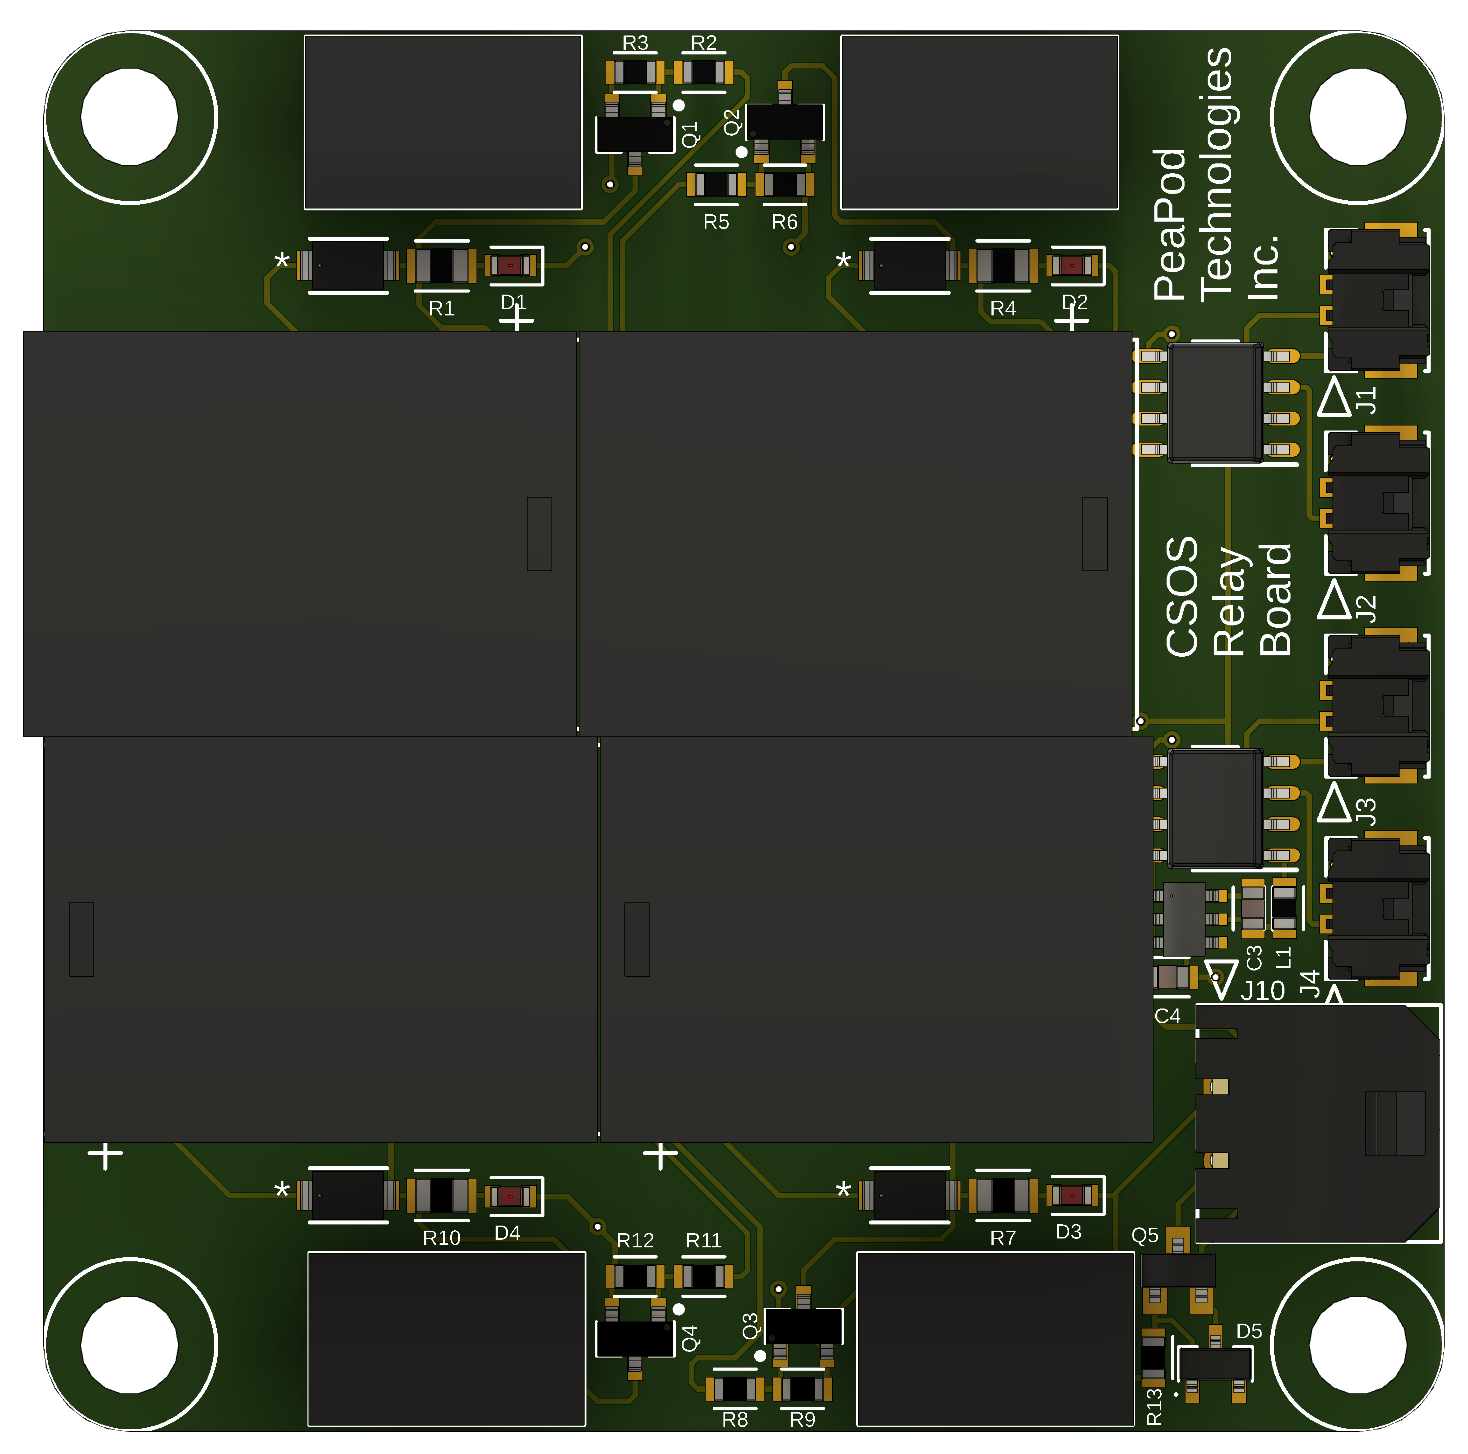 R3
R2
Q1
Q2
R5
R6
*
R1
D1
+
*
R4
D2
+
PeaPod
Technologies
Inc.
J1
J2
CSOS
Relay
Board
J3
C3
L1
J4
J10
C4
+
+
*
R10
D4
*
R7
D3
R12
R11
Q4
Q3
R8
R9
Q5
D5
R13